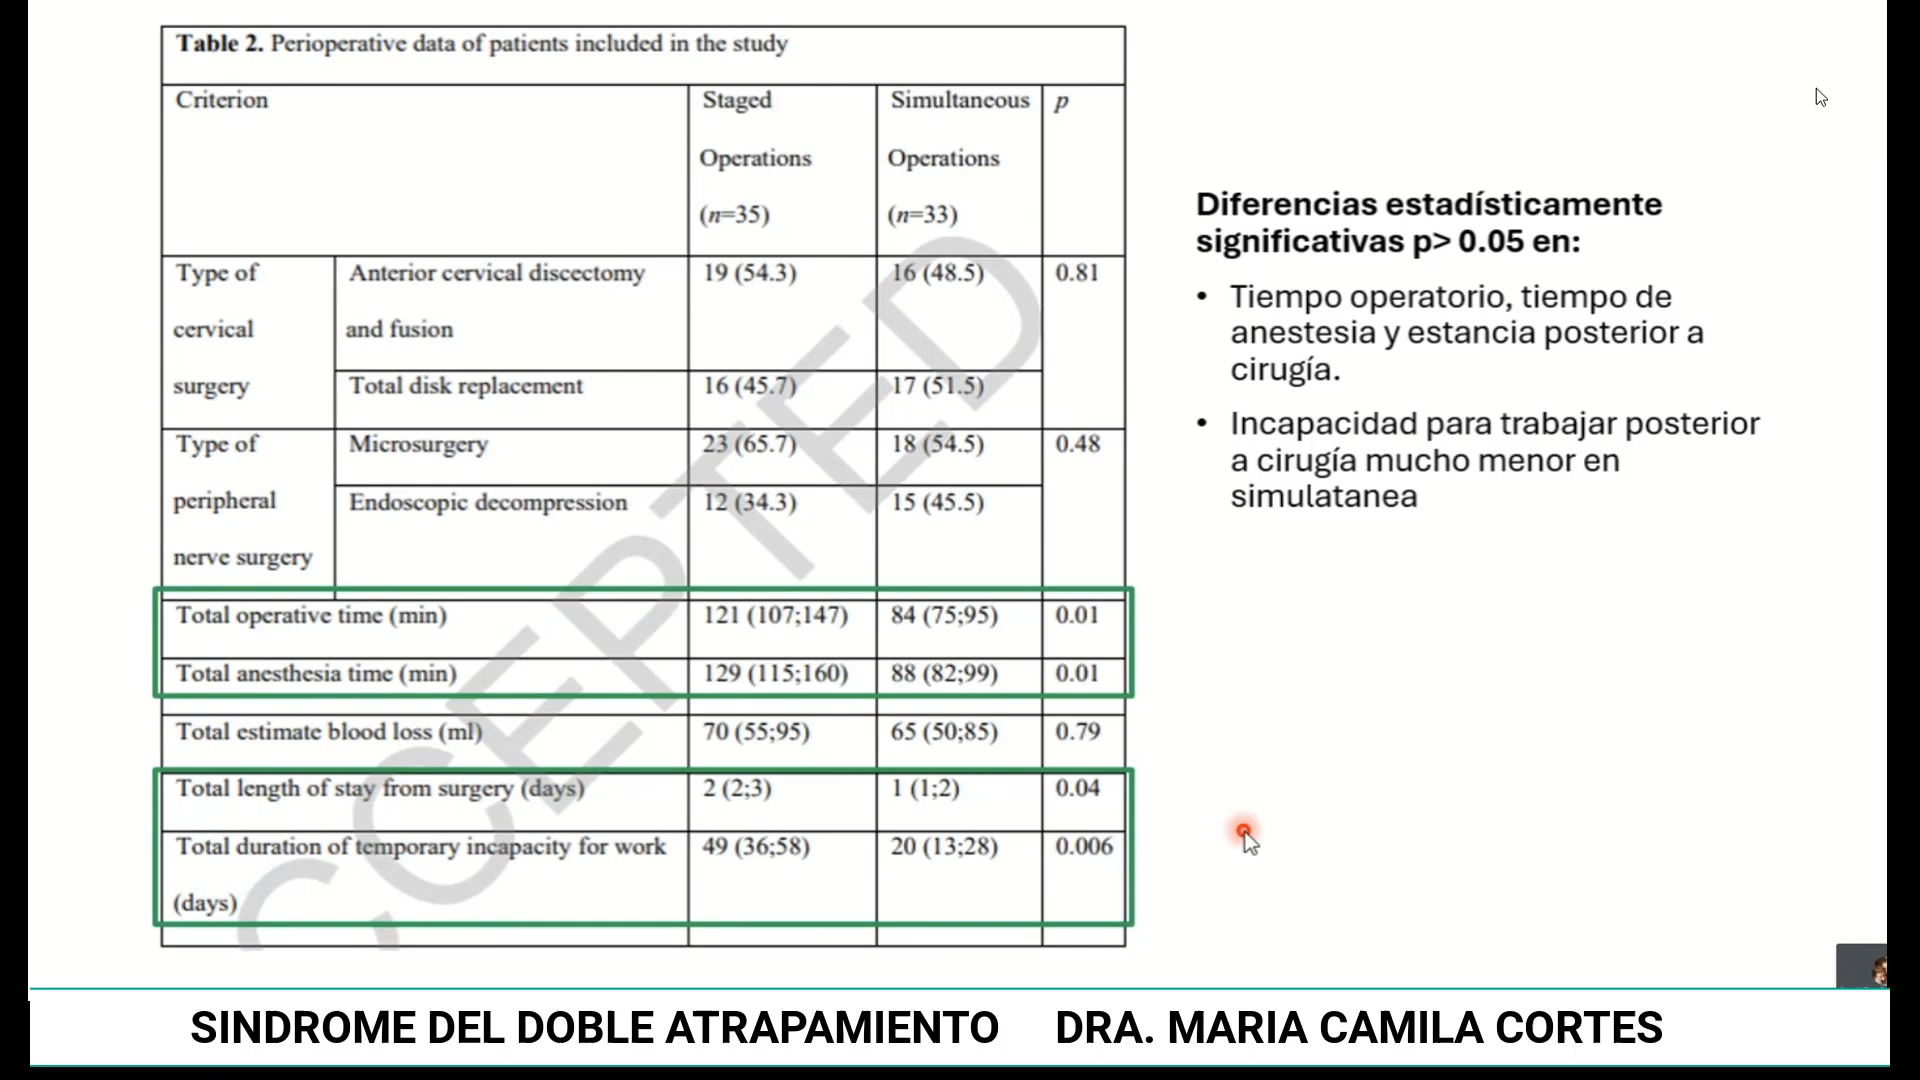 Table 2. Perioperative data of patients included in the study
Criterion
Staged
Operations
(n=35)
Simultaneous
Operations
(n=33)
p
Type of
cervical
surgery
Anterior cervical discectomy
and fusion
19 (54.3)
16 (48.5)
0.81
Total disk replacement
16 (45.7)
17 (51.5)
Type of
peripheral
nerve surgery
Microsurgery
23 (65.7)
18 (54.5)
0.48
Endoscopic decompression
12 (34.3)
15 (45.5)
Total operative time (min)
121 (107;147)
84 (75;95)
0.01
Total anesthesia time (min)
129 (115;160)
88 (82;99)
0.01
Total estimate blood loss (ml)
70 (55;95)
65 (50;85)
0.79
Total length of stay from surgery (days)
2 (2;3)
1 (1;2)
0.04
Total duration of temporary incapacity for work
(days)
49 (36;58)
20 (13;28)
0.006
CCEPTED
Diferencias estadísticamente
significativas p> 0.05 en:
• Tiempo operatorio, tiempo de
anestesia y estancia posterior a
cirugía.
• Incapacidad para trabajar posterior
a cirugía mucho menor en
simulatanea
SINDROME DEL DOBLE ATRAPAMIENTO DRA. MARIA CAMILA CORTES